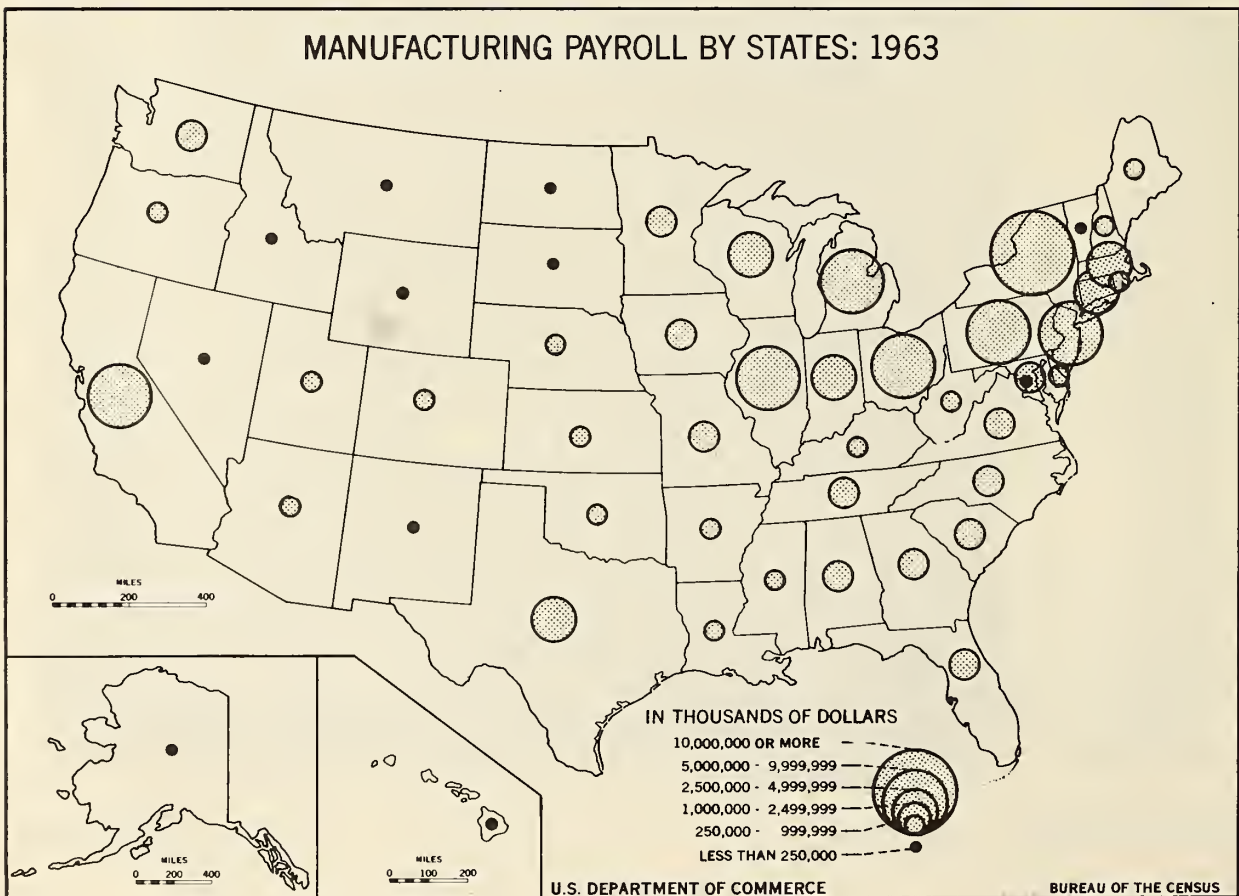 MANUFACTURING PAYROLL BY STATES: 1963
MILES
0 200 400
MILES
0 200 400
MILES
0 100 200
IN THOUSANDS OF DOLLARS
10,000,000 OR MORE
5,000,000 - 9,999,999
2,500,000 - 4,999,999
1,000,000 - 2,499,999
250,000 - 999,999
LESS THAN 250,000
U.S. DEPARTMENT OF COMMERCE
BUREAU OF THE CENSUS